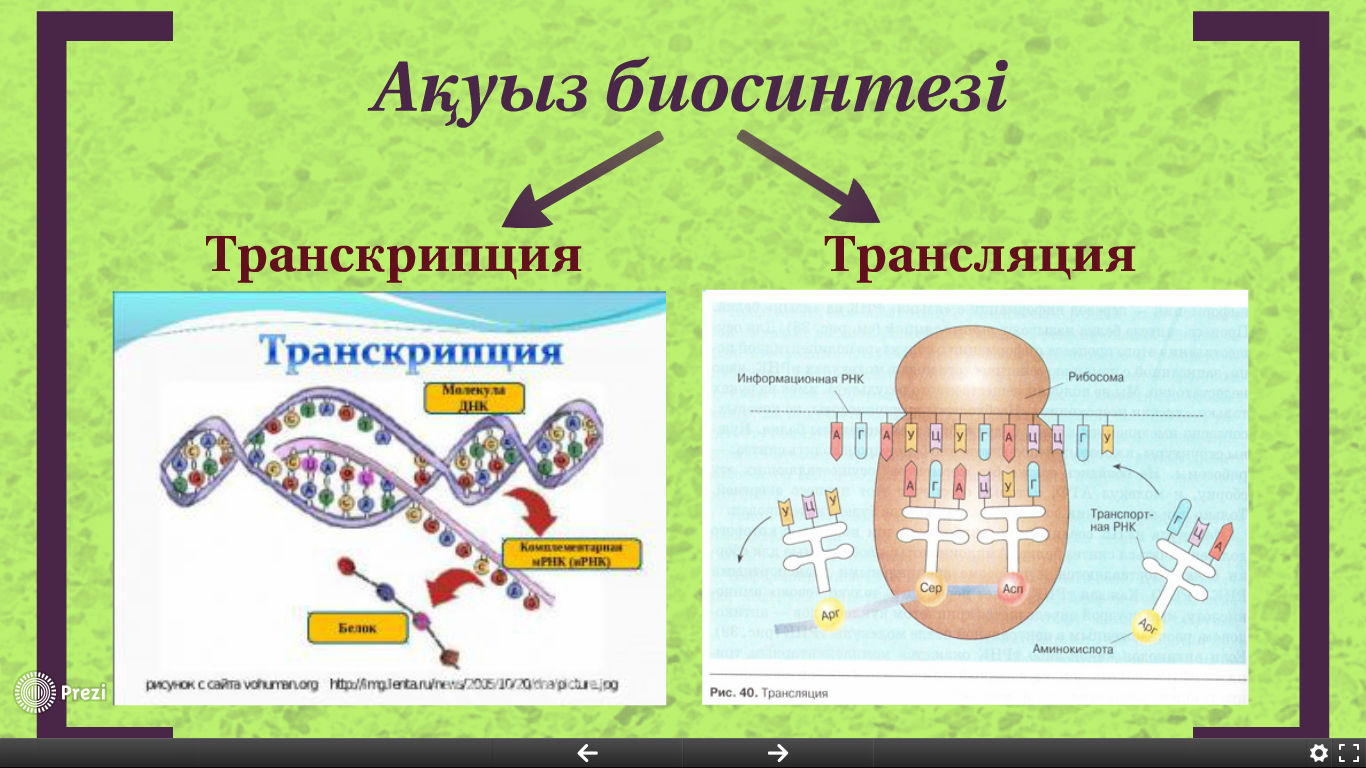 Ақуыз биосинтезі
Транскрипция
Трансляция
Транскрипция
Молекула
ДНК
Комплементарная
мРНК (иРНК)
Белок
рисунок с сайта vohuman.org http://img.lenta.ru/news/2005/10/20/dna/picture.jpg
Информационная РНК
Рибосома
А Г А У Ц У Г А Ц Ц Г У
А Г А Ц У Г
У Ц У
Транспорт-
ная РНК
Г Ц А
Сер
Асп
Арг
Арг
Аминокислота
Рис. 40. Трансляция
Prezi